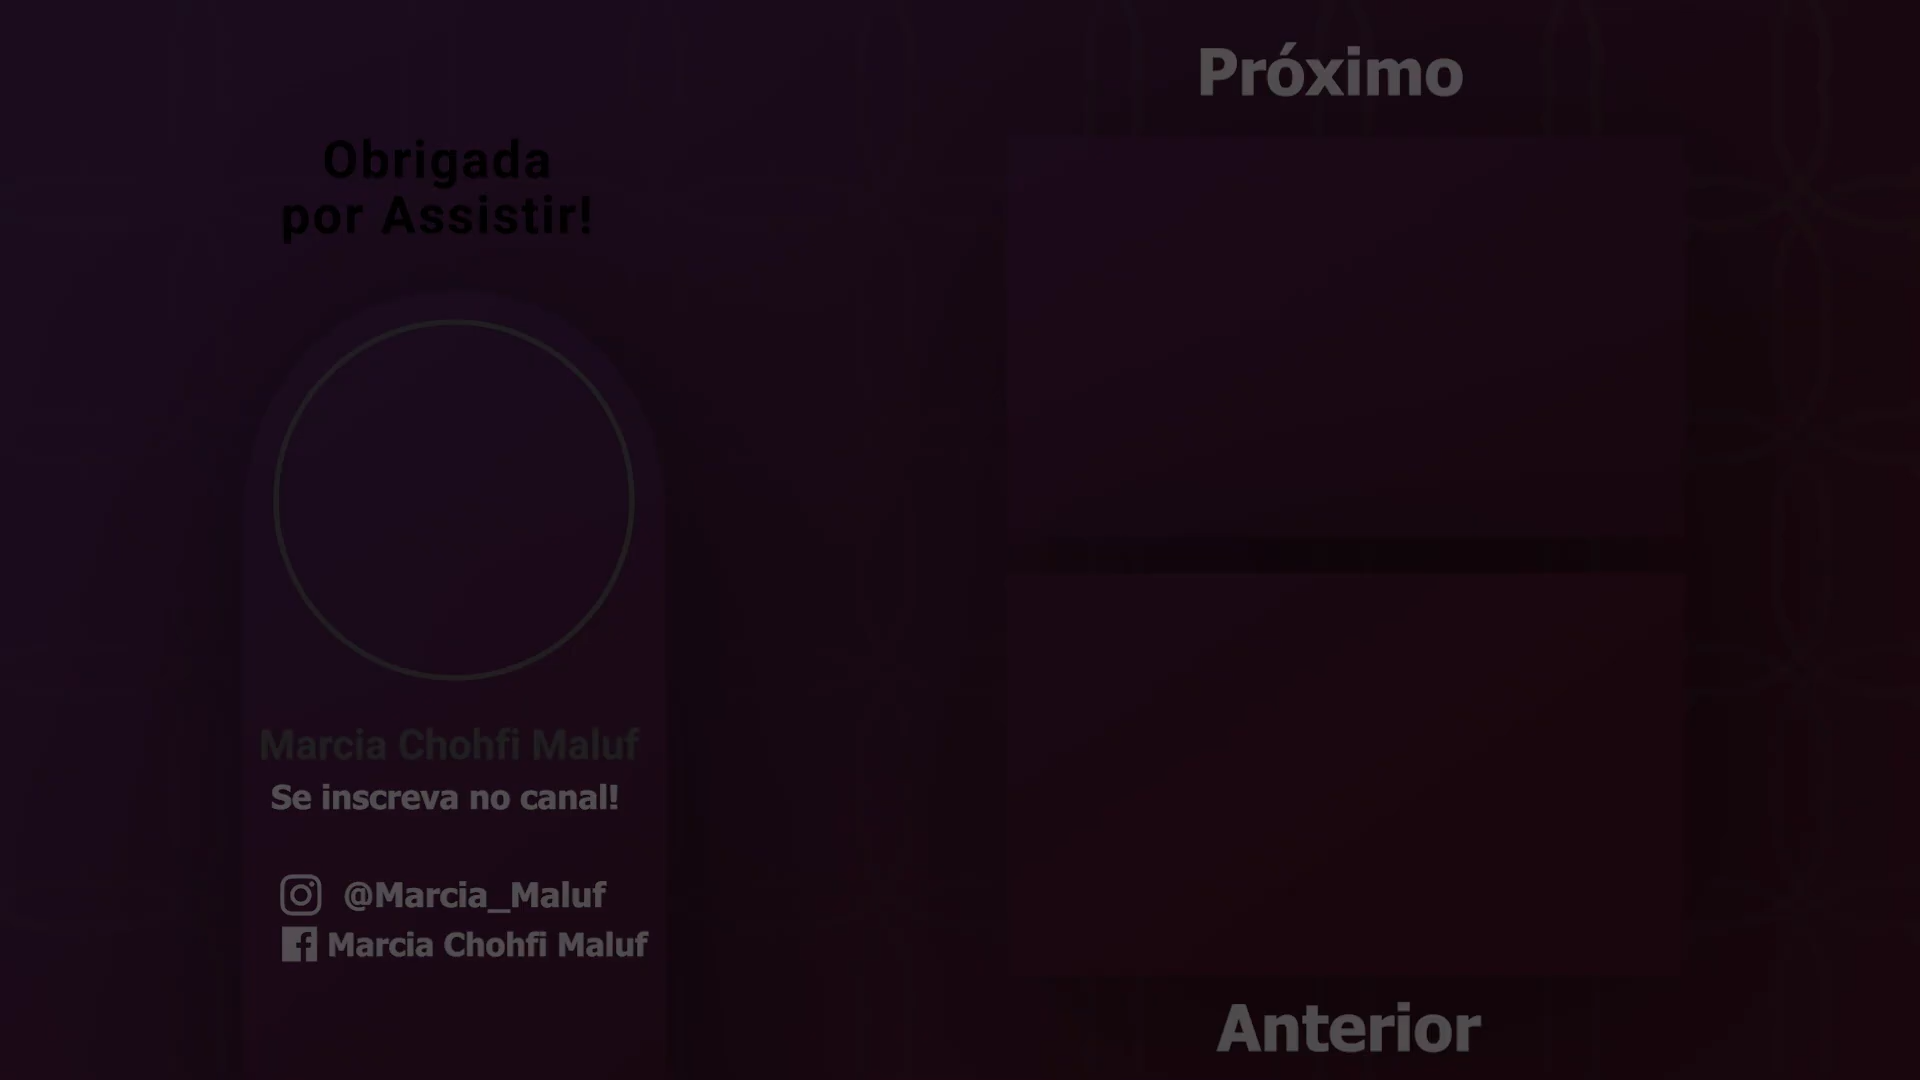 Obrigada
por Assistir!
Marcia Chohfi Maluf
Se inscreva no canal!
@Marcia_Maluf
Marcia Chohfi Maluf
Próximo
Anterior